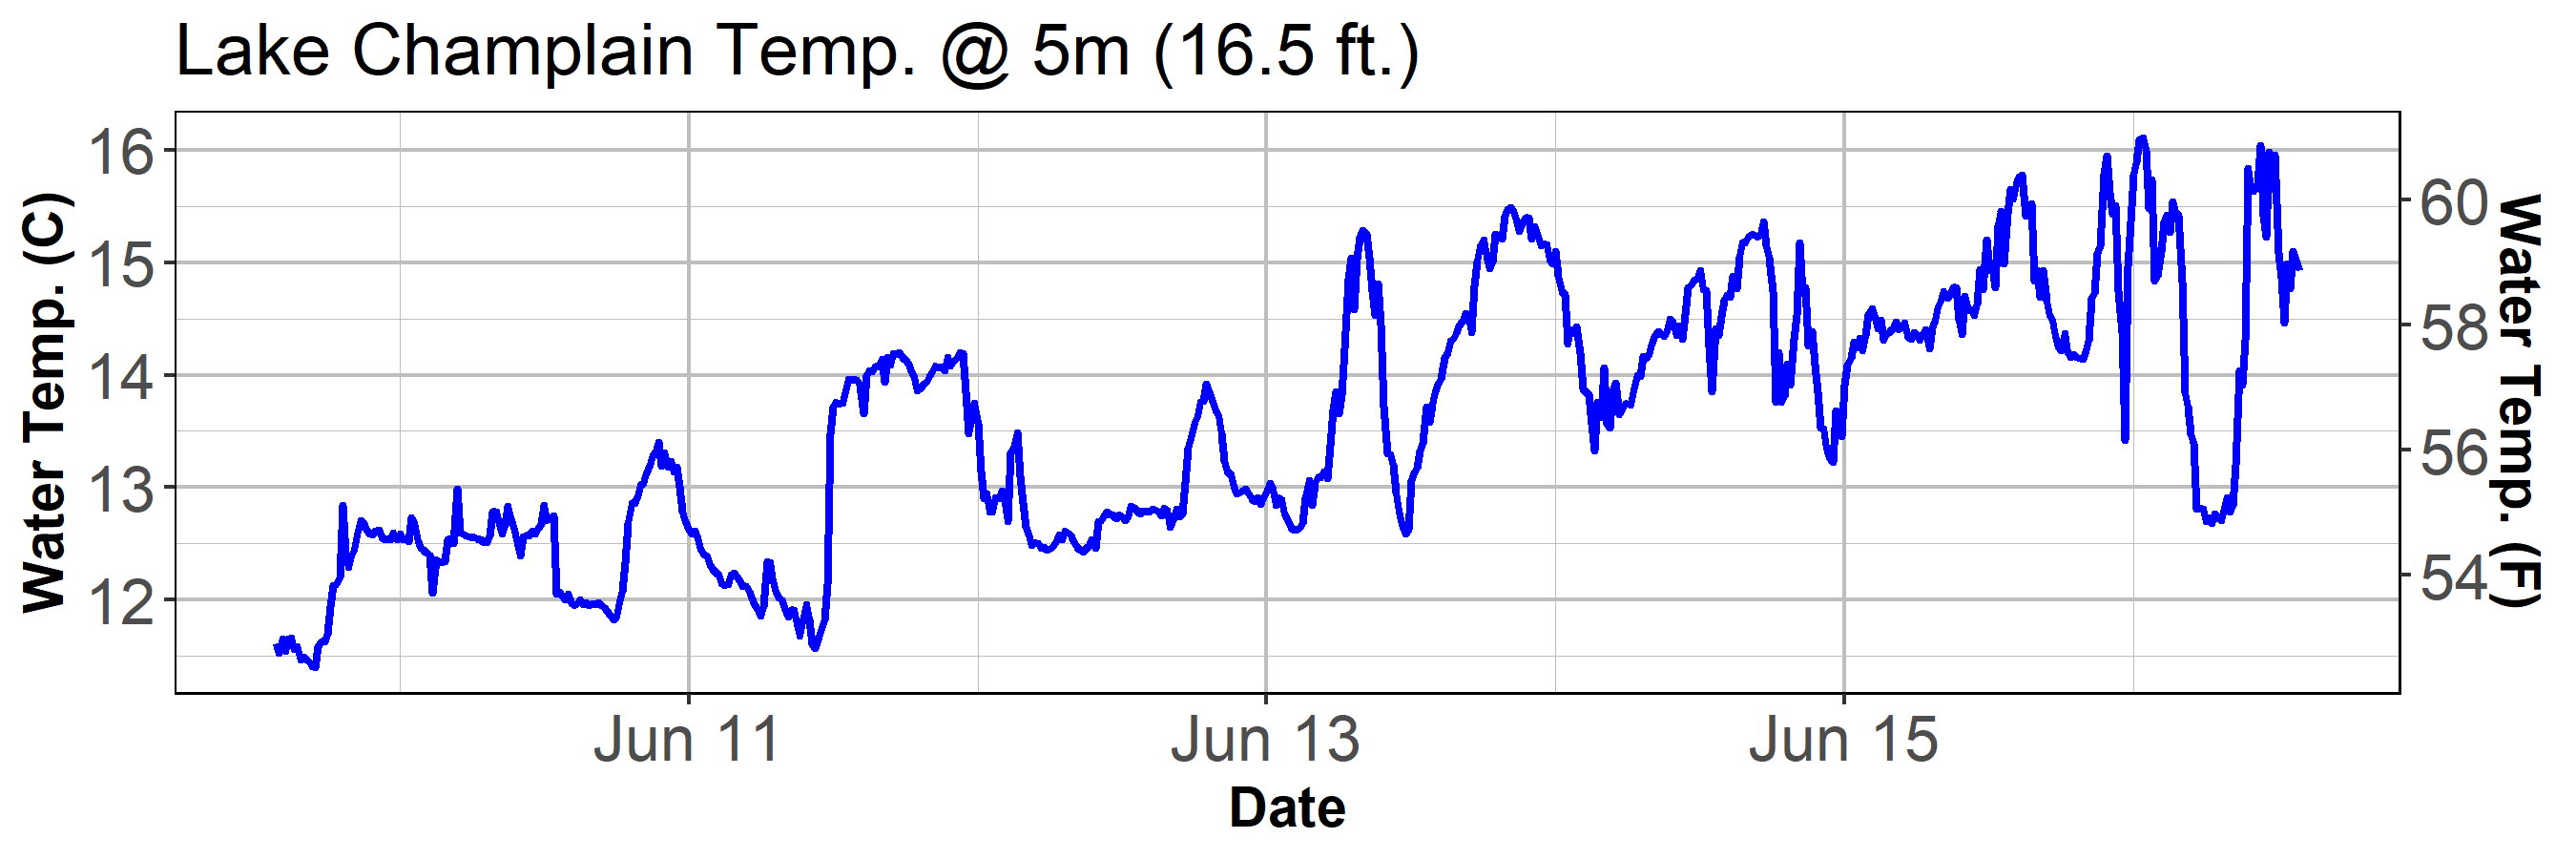 Lake Champlain Temp. @ 5m (16.5 ft.)
Water Temp. (C)
16
15
14
13
12
60
58
56
54
Water Temp. (F)
Jun 11
Jun 13
Jun 15
Date